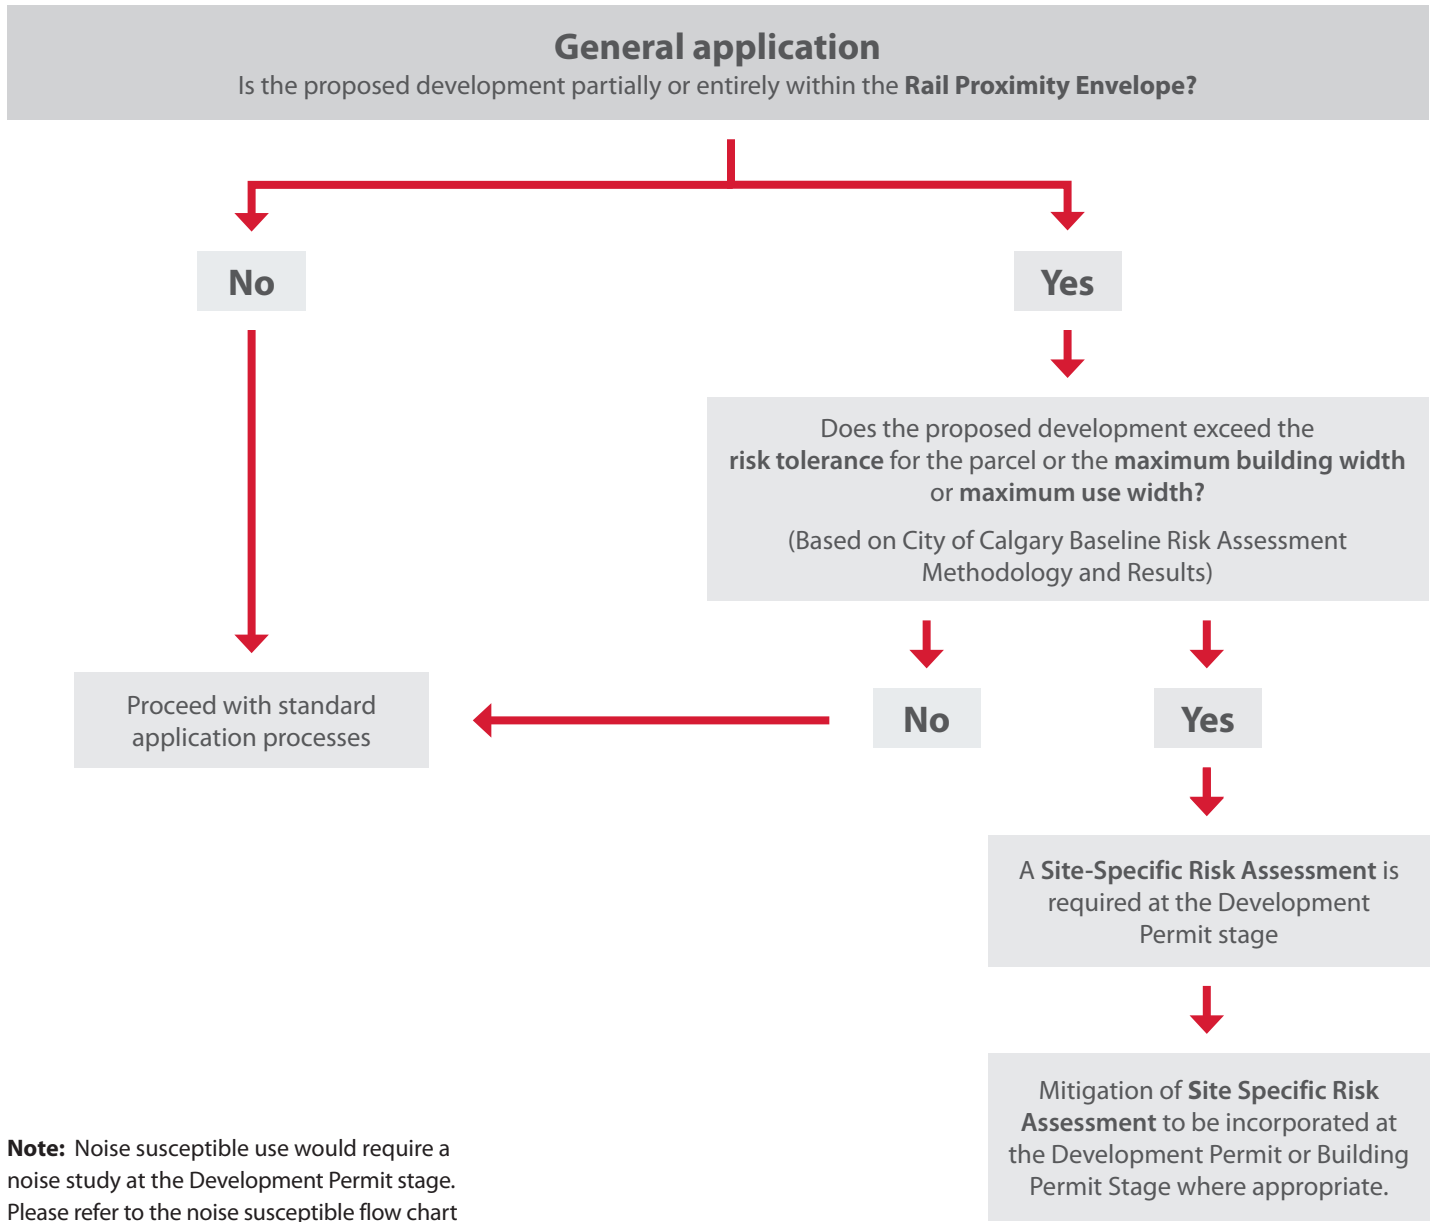 General application
Is the proposed development partially or entirely within the Rail Proximity Envelope?
No
Yes
Does the proposed development exceed the
risk tolerance for the parcel or the maximum building width
or maximum use width?
(Based on City of Calgary Baseline Risk Assessment
Methodology and Results)
Proceed with standard
application processes
No
Yes
A Site-Specific Risk Assessment is
required at the Development
Permit stage
Mitigation of Site Specific Risk
Assessment to be incorporated at
the Development Permit or Building
Permit Stage where appropriate.
Note: Noise susceptible use would require a
noise study at the Development Permit stage.
Please refer to the noise susceptible flow chart